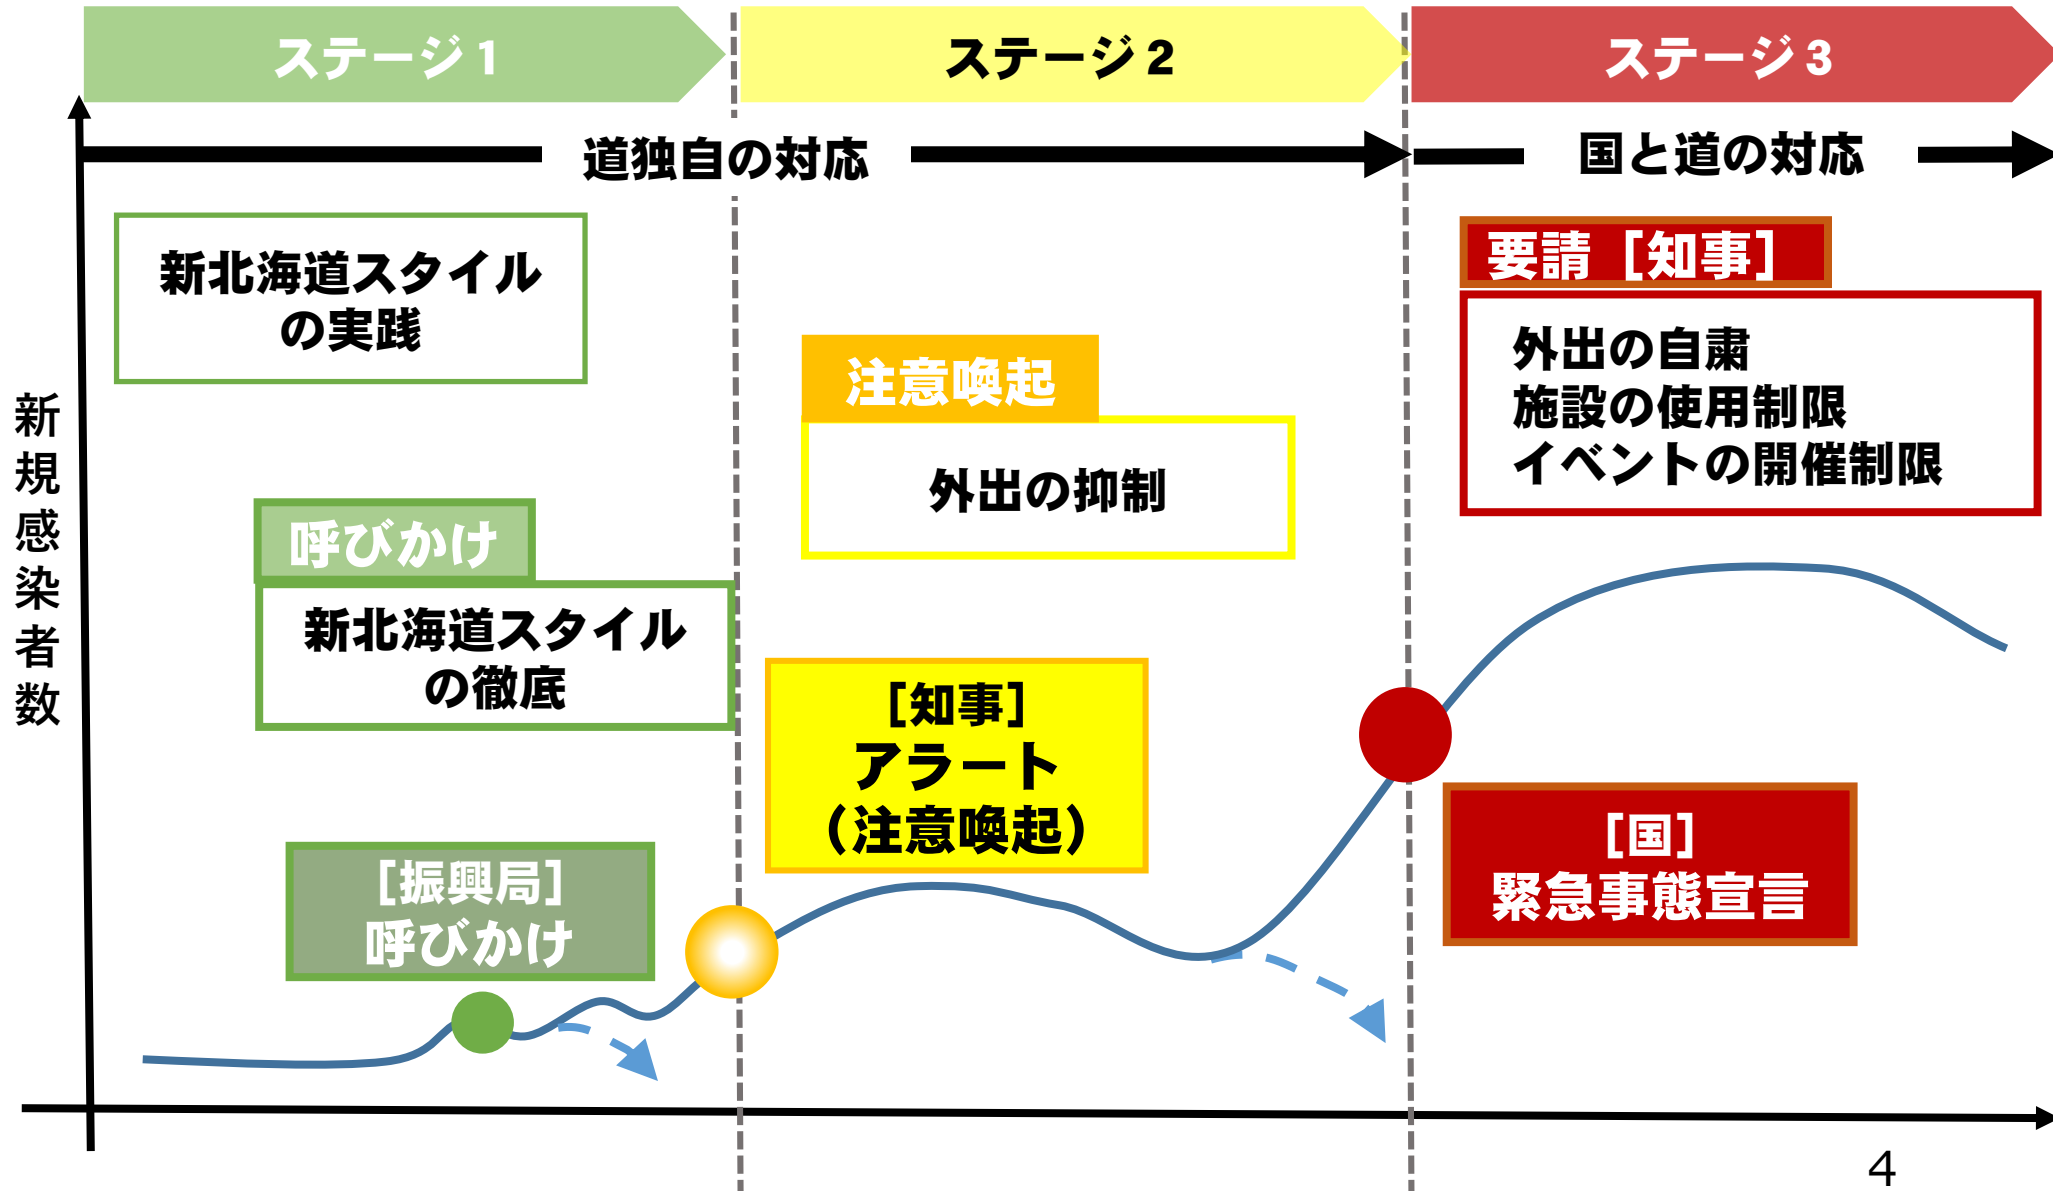 ステージ１
ステージ２
ステージ３
道独自の対応
国と道の対応
新規感染者数
新北海道スタイル
の実践
呼びかけ
新北海道スタイル
の徹底
［振興局］
呼びかけ
注意喚起
外出の抑制
［知事］
アラート
（注意喚起）
要請［知事］
外出の自粛
施設の使用制限
イベントの開催制限
［国］
緊急事態宣言
4